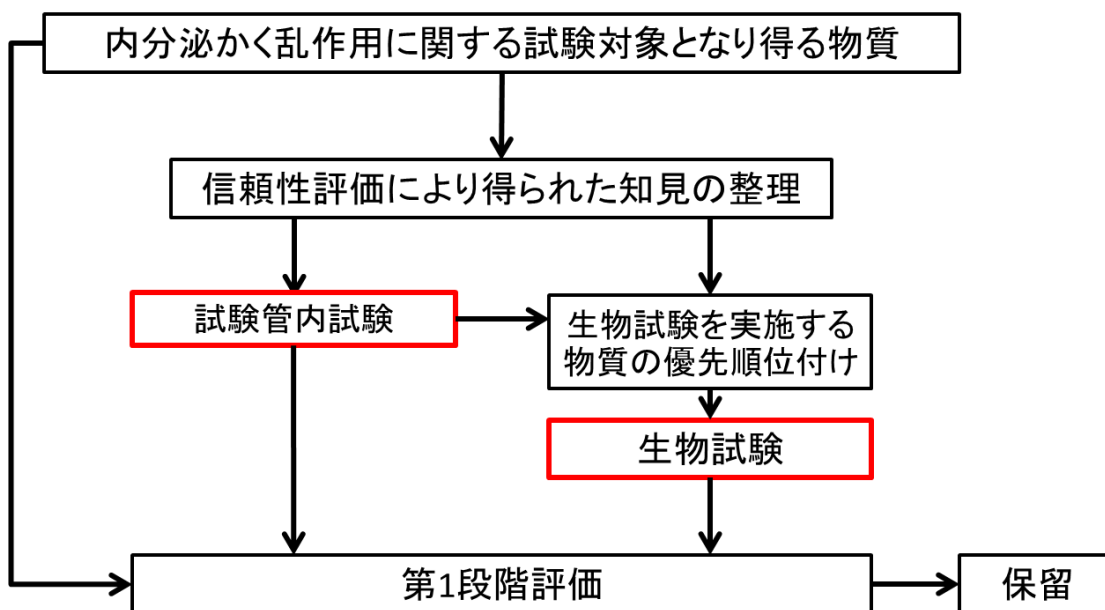 内分泌かく乱作用に関する試験対象となり得る物質
信頼性評価により得られた知見の整理
試験管内試験
生物試験を実施する
物質の優先順位付け
生物試験
第1段階評価
保留